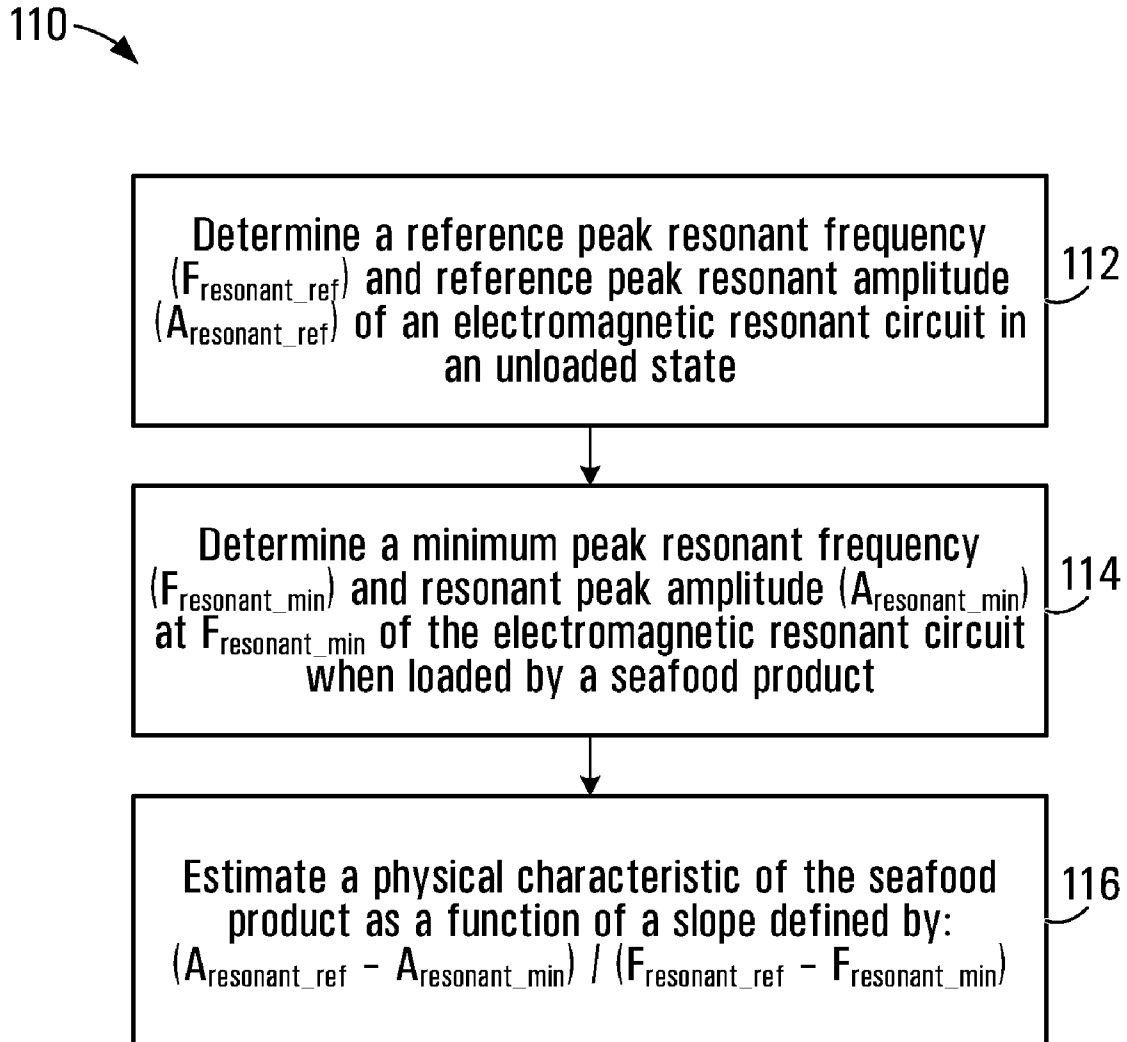 110
Determine a reference peak resonant frequency
(Fresonant_ref) and reference peak resonant amplitude
(Aresonant_ref) of an electromagnetic resonant circuit in
an unloaded state
112
Determine a minimum peak resonant frequency
(Fresonant_min) and resonant peak amplitude (Aresonant_min)
at Fresonant_min of the electromagnetic resonant circuit
when loaded by a seafood product
114
Estimate a physical characteristic of the seafood
product as a function of a slope defined by:
(Aresonant_ref - Aresonant_min) / (Fresonant_ref - Fresonant_min)
116